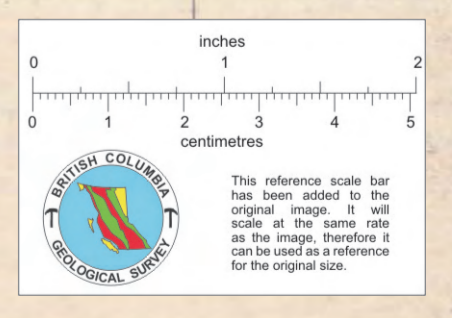 inches
0 1 2
0 1 2 3 4 5
centimetres
BRITISH COLUMBIA
GEOLOGICAL SURVEY
This reference scale bar
has been added to the
original image. It will
scale at the same rate
as the image, therefore it
can be used as a reference
for the original size.